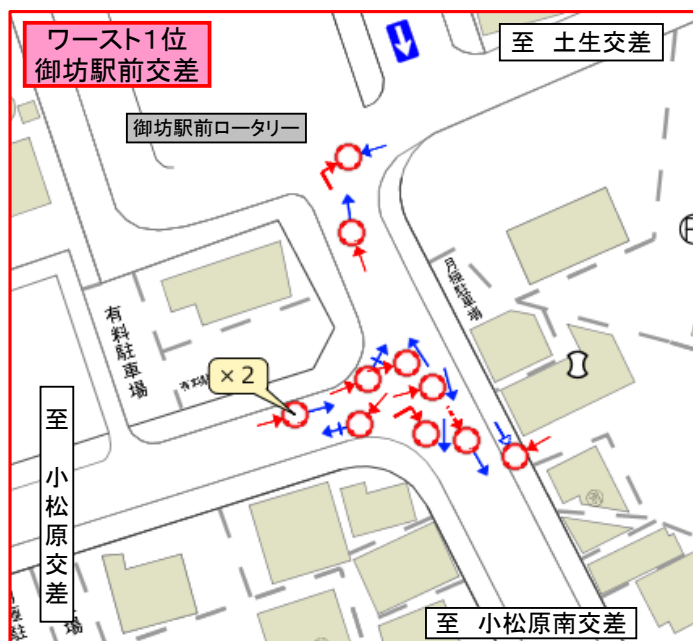 ワースト1位
御坊駅前交差
至 土生交差
御坊駅前ロータリー
月極駐車場
有料駐車場
×2
至 小松原交差
至 小松原南交差